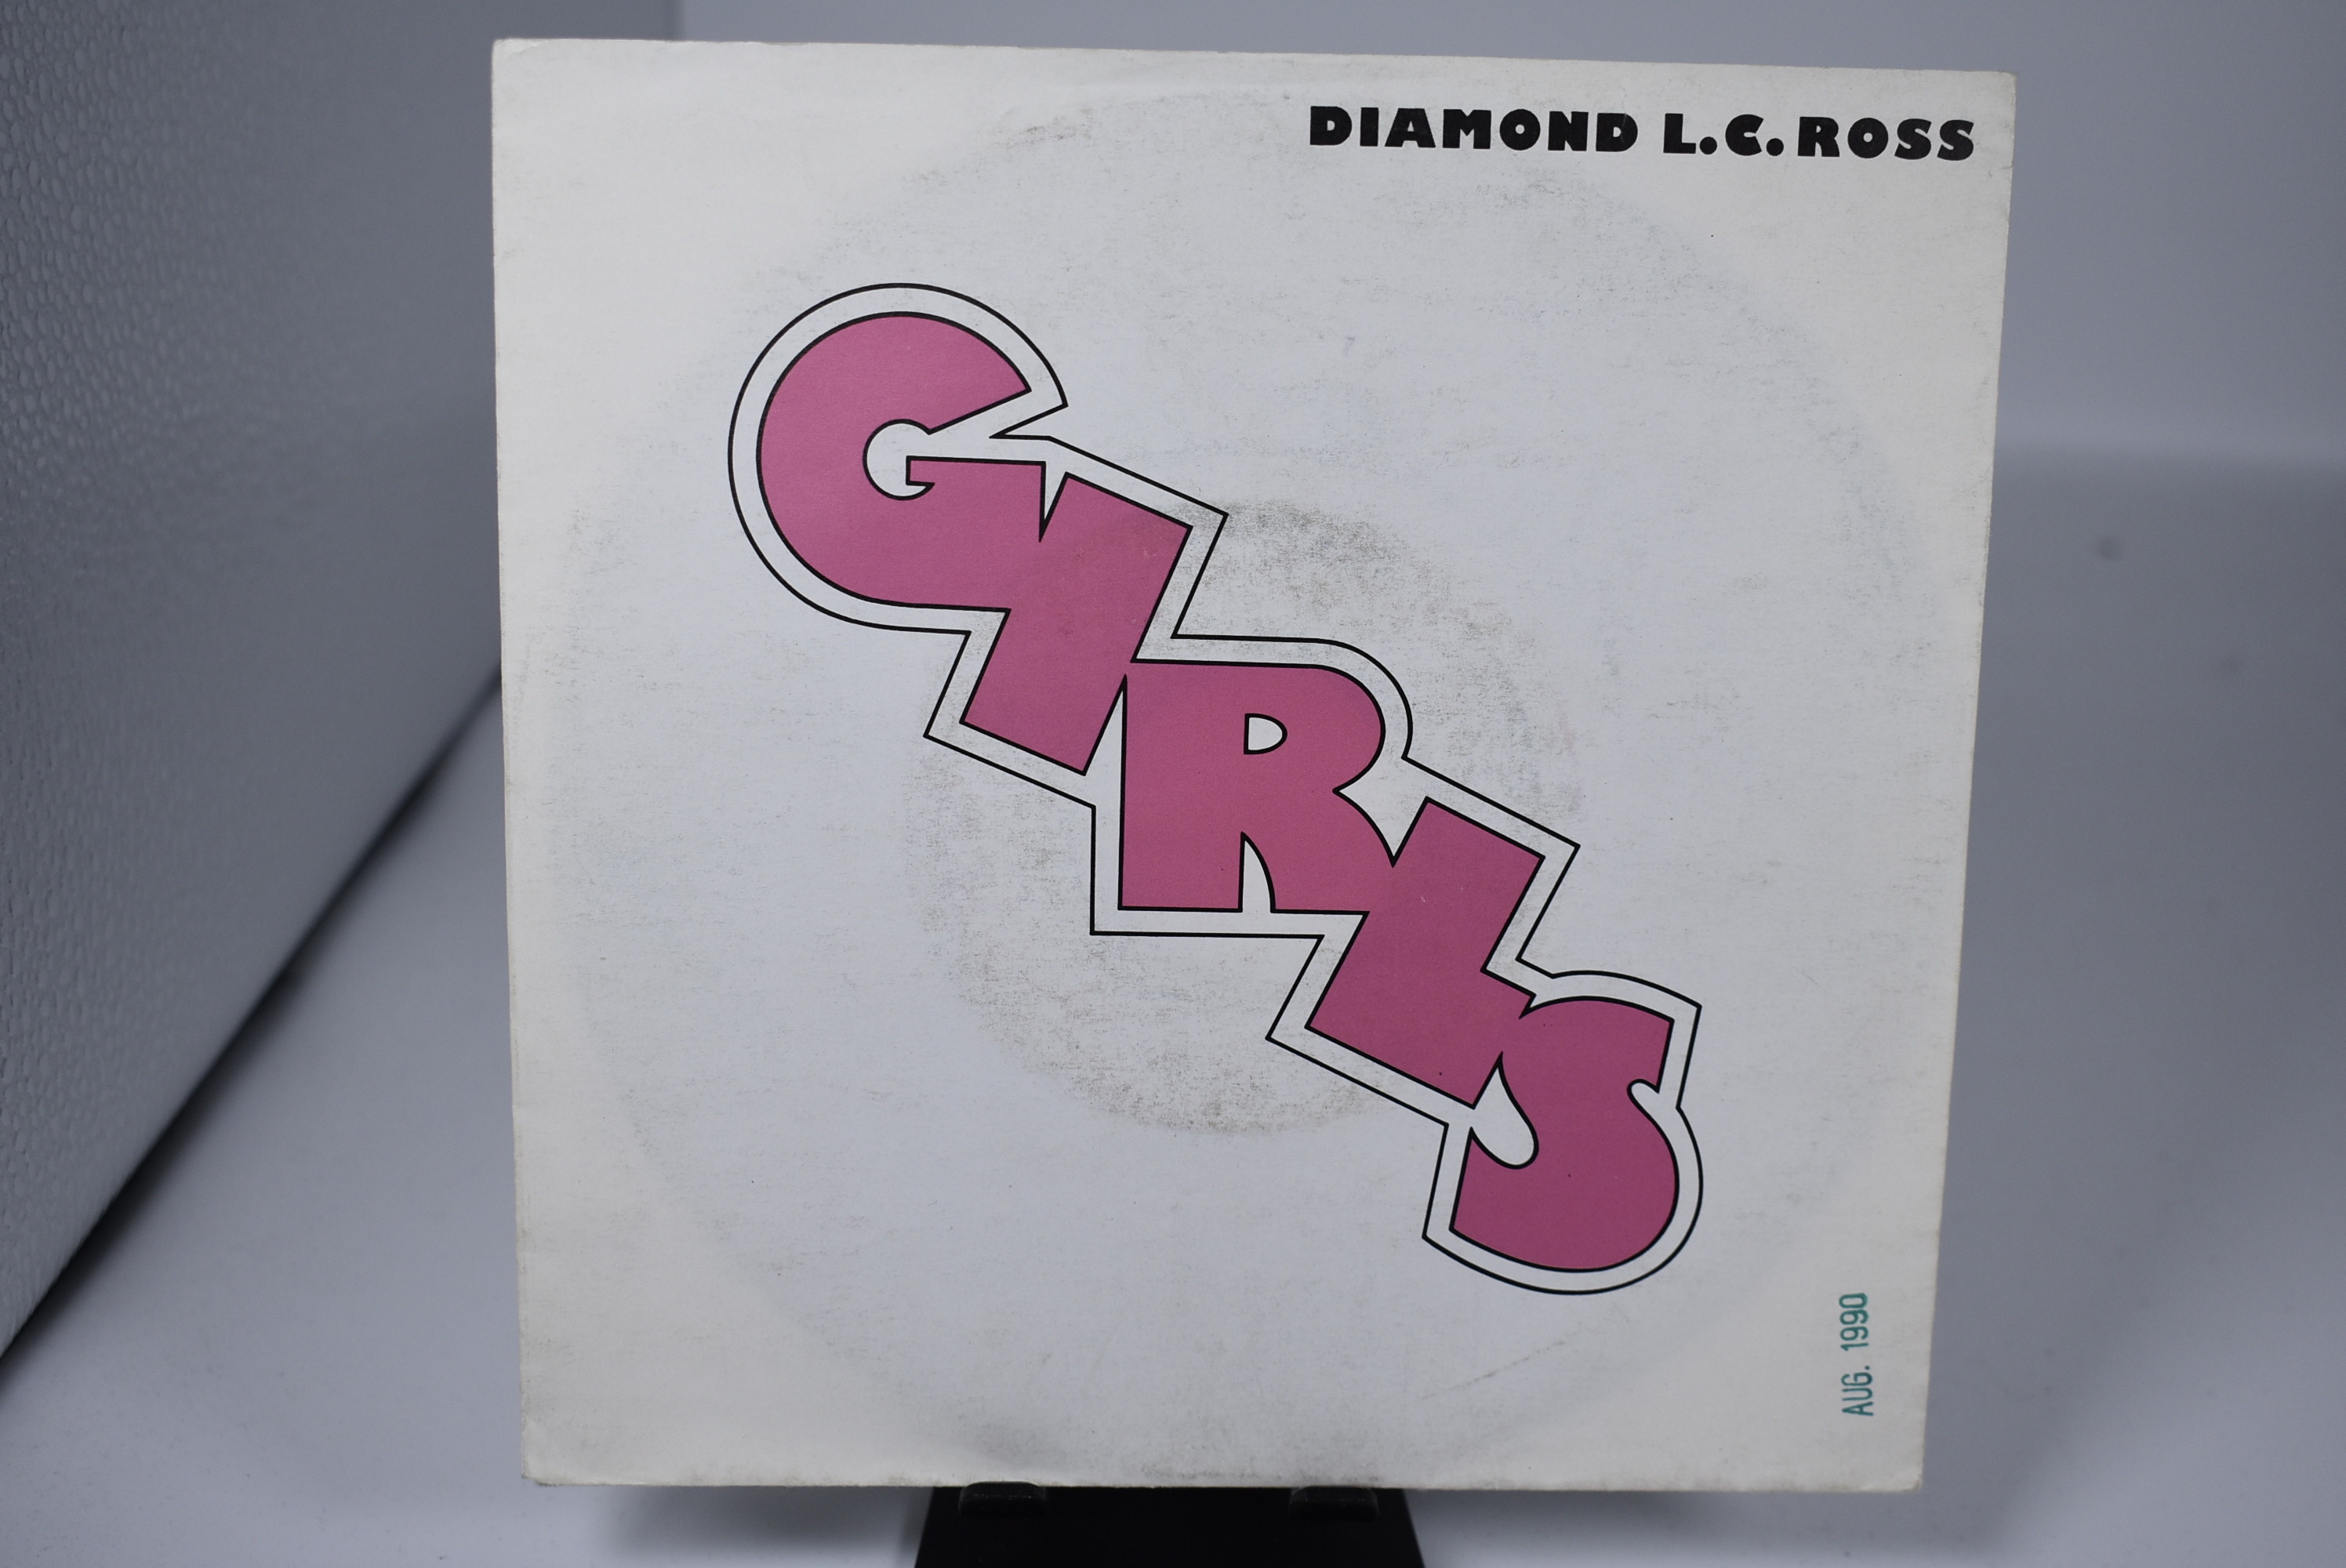 DIAMOND L.C. ROSS
GIRLS
AUG. 1990